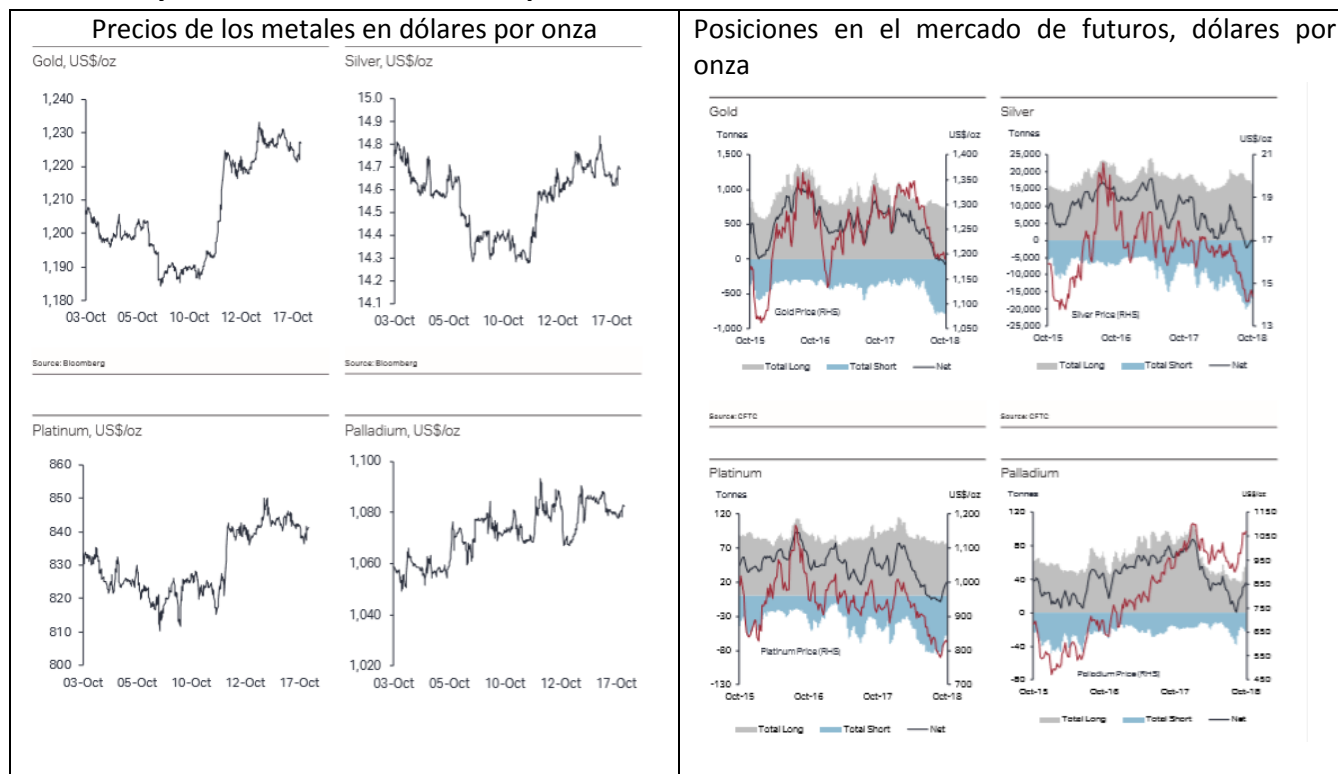 Precios de los metales en dólares por onza
Gold, US$/oz
Silver, US$/oz
1,240
1,230
1,220
1,210
1,200
1,190
1,180
03-Oct 05-Oct 10-Oct 12-Oct 17-Oct
15.0
14.9
14.8
14.7
14.6
14.5
14.4
14.3
14.2
14.1
03-Oct 05-Oct 10-Oct 12-Oct 17-Oct
Source: Bloomberg
Source: Bloomberg
Platinum, US$/oz
Palladium, US$/oz
860
850
840
830
820
810
800
03-Oct 05-Oct 10-Oct 12-Oct 17-Oct
1,100
1,080
1,060
1,040
1,020
03-Oct 05-Oct 10-Oct 12-Oct 17-Oct
Posiciones en el mercado de futuros, dólares por
onza
Gold
Tonnes
US$/oz
1,500
1,000
500
0
-500
-1,000
1,400
1,350
1,300
1,250
1,200
1,150
1,100
1,050
Gold Price (RHS)
Oct-15 Oct-16 Oct-17 Oct-18
Total Long Total Short Net
Silver
Tonnes
US$/oz
25,000
20,000
15,000
10,000
5,000
0
-5,000
-10,000
-15,000
-20,000
-25,000
21
19
17
15
13
Silver Price (RHS)
Oct-15 Oct-16 Oct-17 Oct-18
Total Long Total Short Net
Source: CFTC
Source: CFTC
Platinum
Tonnes
US$/oz
120
70
20
-30
-80
-130
1,200
1,100
1,000
900
800
700
Platinum Price (RHS)
Oct-15 Oct-16 Oct-17 Oct-18
Total Long Total Short Net
Palladium
Tonnes
US$/oz
120
80
40
0
-40
-80
1150
1050
950
850
750
650
550
450
Palladium Price (RHS)
Oct-15 Oct-16 Oct-17 Oct-18
Total Long Total Short Net